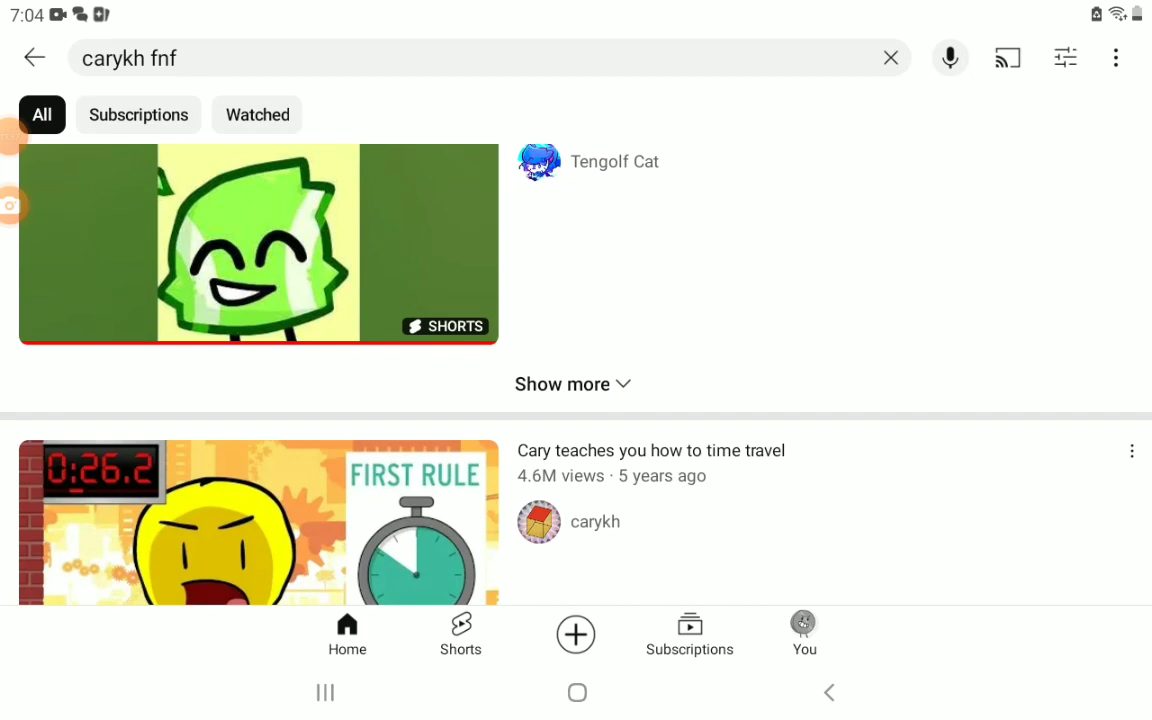 7:04
carykh fnf
All
Subscriptions
Watched
Tengolf Cat
SHORTS
Show more
0:26.2
FIRST RULE
Cary teaches you how to time travel
4.6M views · 5 years ago
carykh
Home
Shorts
Subscriptions
You